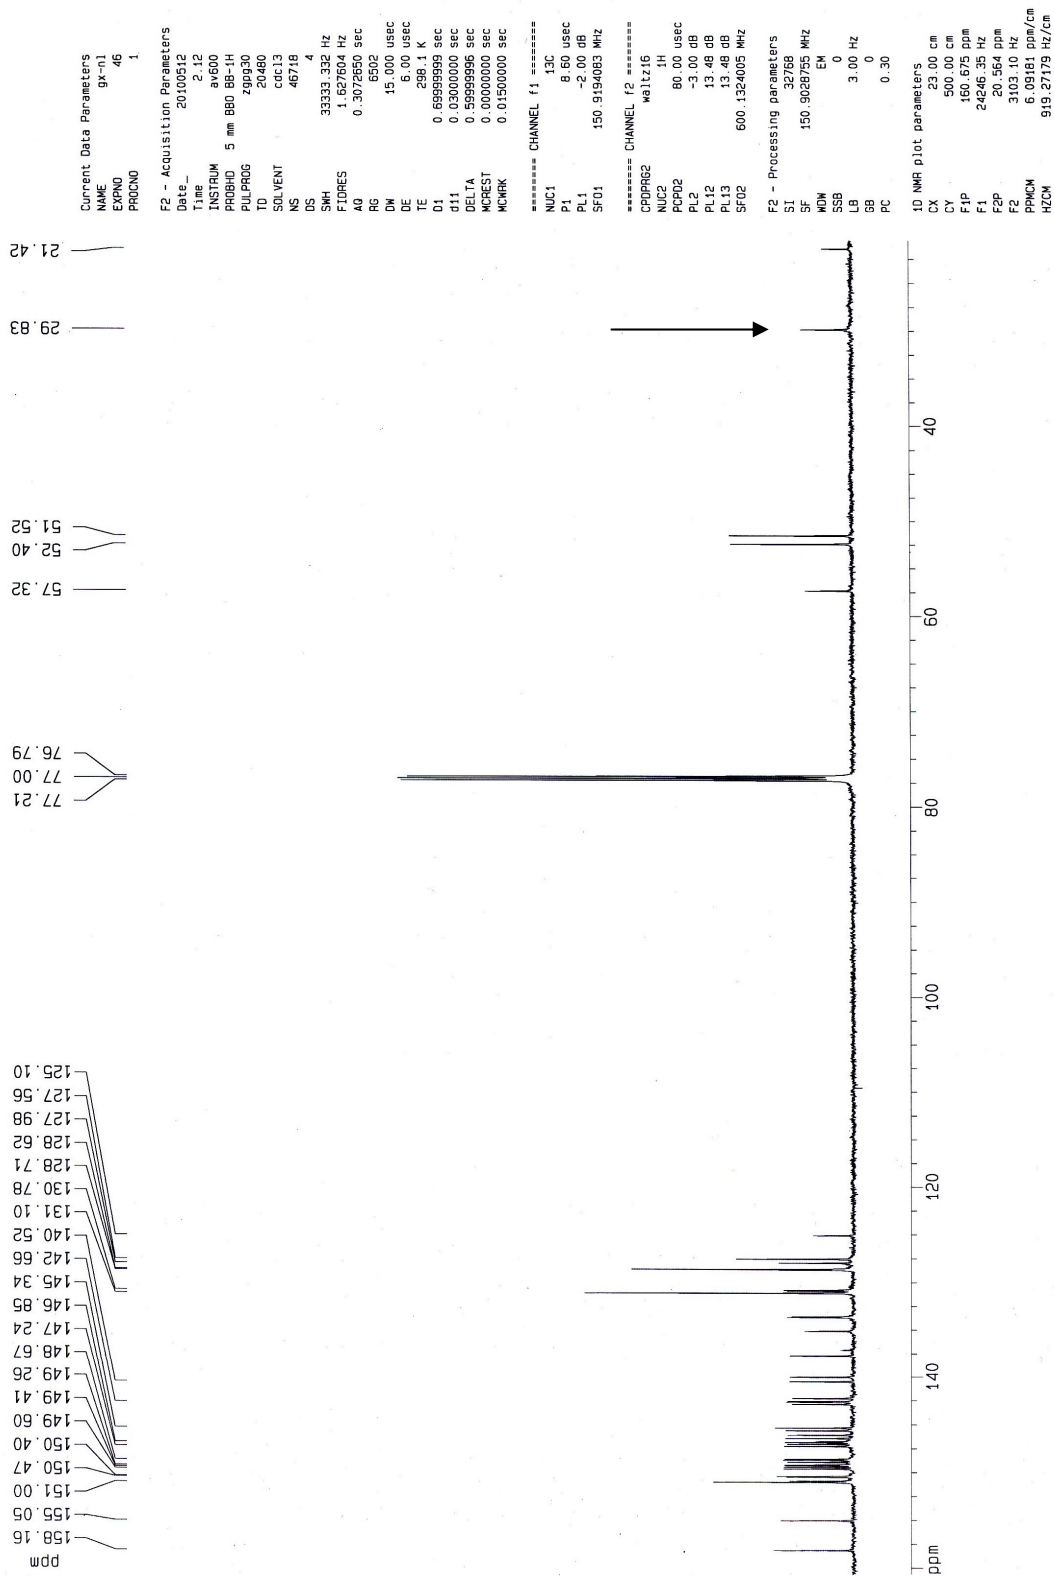 Current Data Parameters
NAME gx-n1
EXPNO 46
PROCNO 1
F2 - Acquisition Parameters
Date_ 20100512
Time 2.12
INSTRUM av600
PROBHD 5 mm BBO BB-1H
PULPROG zgpg30
TD 20480
SOLVENT cdcl3
NS 46718
DS 4
SWH 33333.332 Hz
FIDRES 1.627604 Hz
AQ 0.3072650 sec
RG 6502
DW 15.000 usec
DE 6.00 usec
TE 298.1 K
D1 0.69999999 sec
d11 0.03000000 sec
DELTA 0.59999996 sec
MCREST 0.00000000 sec
MCWRK 0.01500000 sec
======== CHANNEL f1 ========
NUC1 13C
P1 8.60 usec
PL1 -2.00 dB
SFO1 150.9194083 MHz
======== CHANNEL f2 ========
CPDPRG2 waltz16
NUC2 1H
PCPD2 80.00 usec
PL2 -3.00 dB
PL12 13.48 dB
PL13 13.48 dB
SFO2 600.1324005 MHz
F2 - Processing parameters
SI 32768
SF 150.9028755 MHz
WDW EM
SSB 0
LB 3.00 Hz
GB 0
PC 0.30
1D NMR plot parameters
CX 23.00 cm
CY 500.00 cm
F1P 160.675 ppm
F1 24246.35 Hz
F2P 20.564 ppm
F2 3103.10 Hz
PPMCM 6.09181 ppm/cm
HZCM 919.27179 Hz/cm
ppm
158.16
155.05
151.00
150.47
150.40
149.60
149.41
149.26
148.67
147.24
146.85
145.34
142.66
140.52
131.10
130.78
128.71
128.62
127.98
127.56
125.10
77.21
77.00
76.79
57.32
52.40
51.52
29.83
21.42
ppm
140
120
100
80
60
40